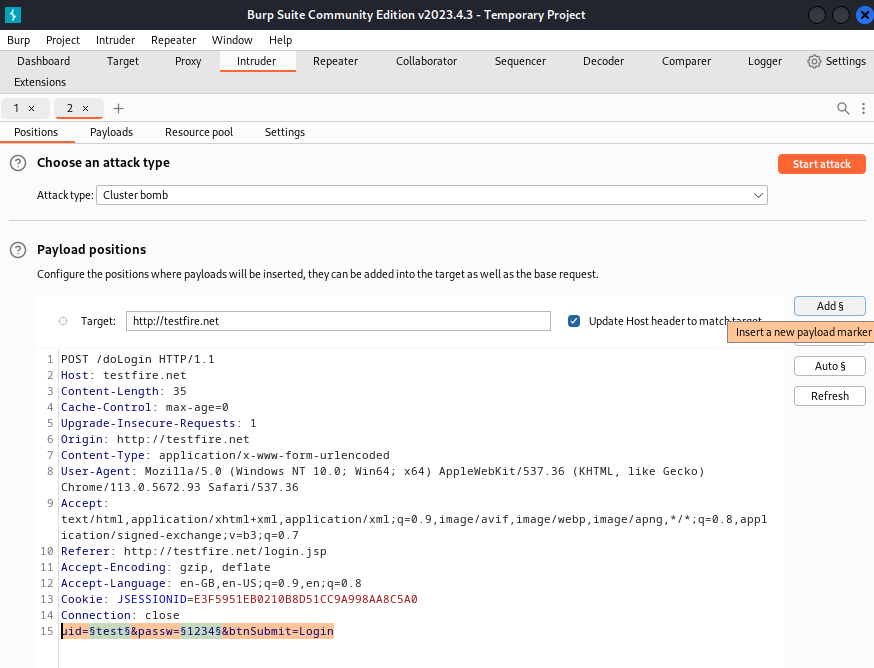 Burp Suite Community Edition v2023.4.3 - Temporary Project
Burp Project Intruder Repeater Window Help
Dashboard Target Proxy Intruder Repeater Collaborator Sequencer Decoder Comparer Logger Settings
Extensions
1 × 2 × +
Positions Payloads Resource pool Settings
? Choose an attack type Start attack
Attack type: Cluster bomb
? Payload positions
Configure the positions where payloads will be inserted, they can be added into the target as well as the base request.
Add §
Target: http://testfire.net Update Host header to match target
Insert a new payload marker
Auto §
Refresh
1 POST /doLogin HTTP/1.1
2 Host: testfire.net
3 Content-Length: 35
4 Cache-Control: max-age=0
5 Upgrade-Insecure-Requests: 1
6 Origin: http://testfire.net
7 Content-Type: application/x-www-form-urlencoded
8 User-Agent: Mozilla/5.0 (Windows NT 10.0; Win64; x64) AppleWebKit/537.36 (KHTML, like Gecko)
Chrome/113.0.5672.93 Safari/537.36
9 Accept:
text/html,application/xhtml+xml,application/xml;q=0.9,image/avif,image/webp,image/apng,*/*;q=0.8,appl
ication/signed-exchange;v=b3;q=0.7
10 Referer: http://testfire.net/login.jsp
11 Accept-Encoding: gzip, deflate
12 Accept-Language: en-GB,en-US;q=0.9,en;q=0.8
13 Cookie: JSESSIONID=E3F5951EB0210B8D51CC9A998AA8C5A0
14 Connection: close
15 uid=§test§&passw=§1234§&btnSubmit=Login